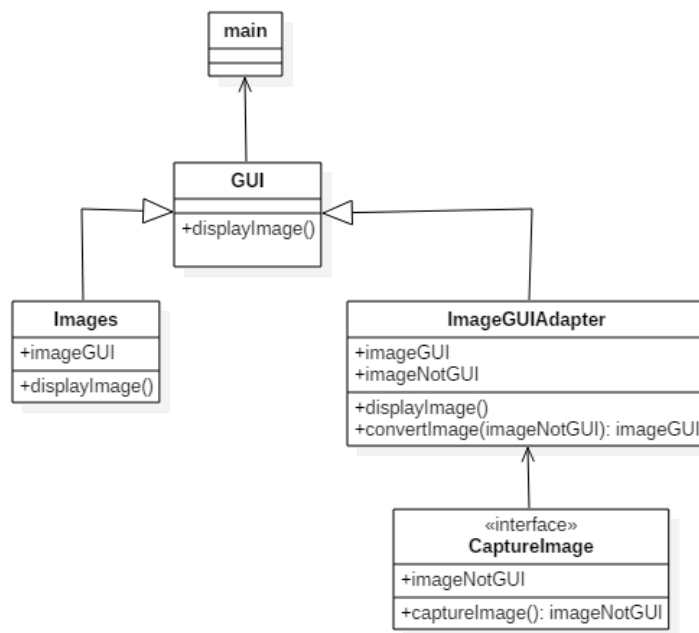 main
GUI
+displayImage()
Images
+imageGUI
+displayImage()
ImageGUIAdapter
+imageGUI
+imageNotGUI
+displayImage()
+convertImage(imageNotGUI): imageGUI
«interface»
CaptureImage
+imageNotGUI
+captureImage(): imageNotGUI